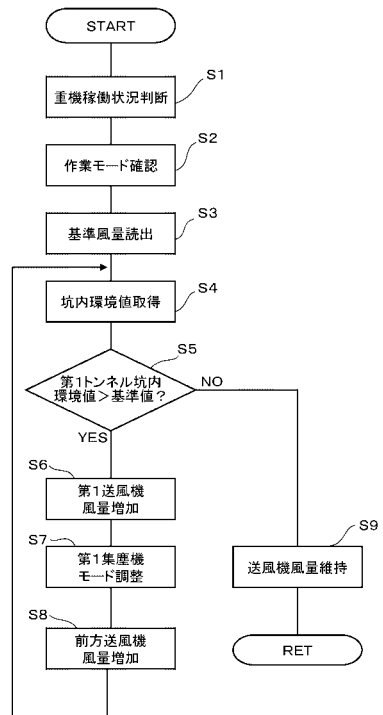 START
S1
重機稼働状況判断
S2
作業モード確認
S3
基準風量読出
S4
坑内環境値取得
S5
第1トンネル坑内
環境値>基準値?
NO
YES
S6
第1送風機
風量増加
S7
第1集塵機
モード調整
S8
前方送風機
風量増加
S9
送風機風量維持
RET